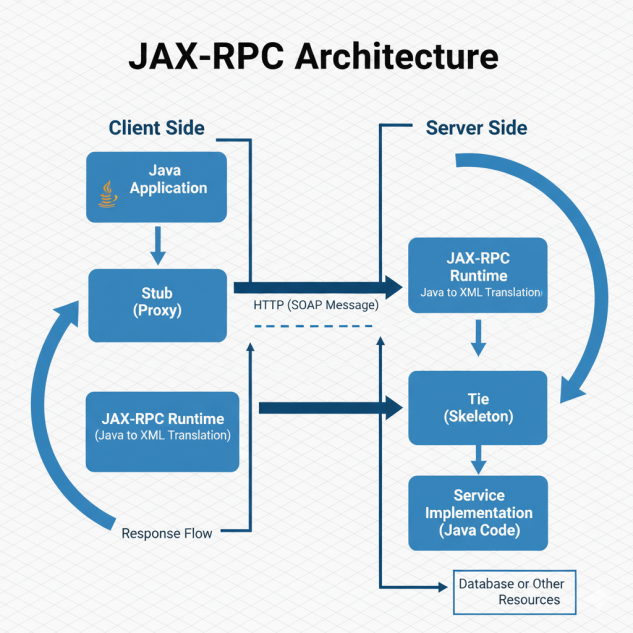 JAX-RPC Architecture
Client Side
Java
Application
Stub
(Proxy)
JAX-RPC Runtime
(Java to XML Translation)
Response Flow
HTTP (SOAP Message)
Server Side
JAX-RPC
Runtime
Java to XML Translation)
Tie
(Skeleton)
Service
Implementation
(Java Code)
Database or Other
Resources